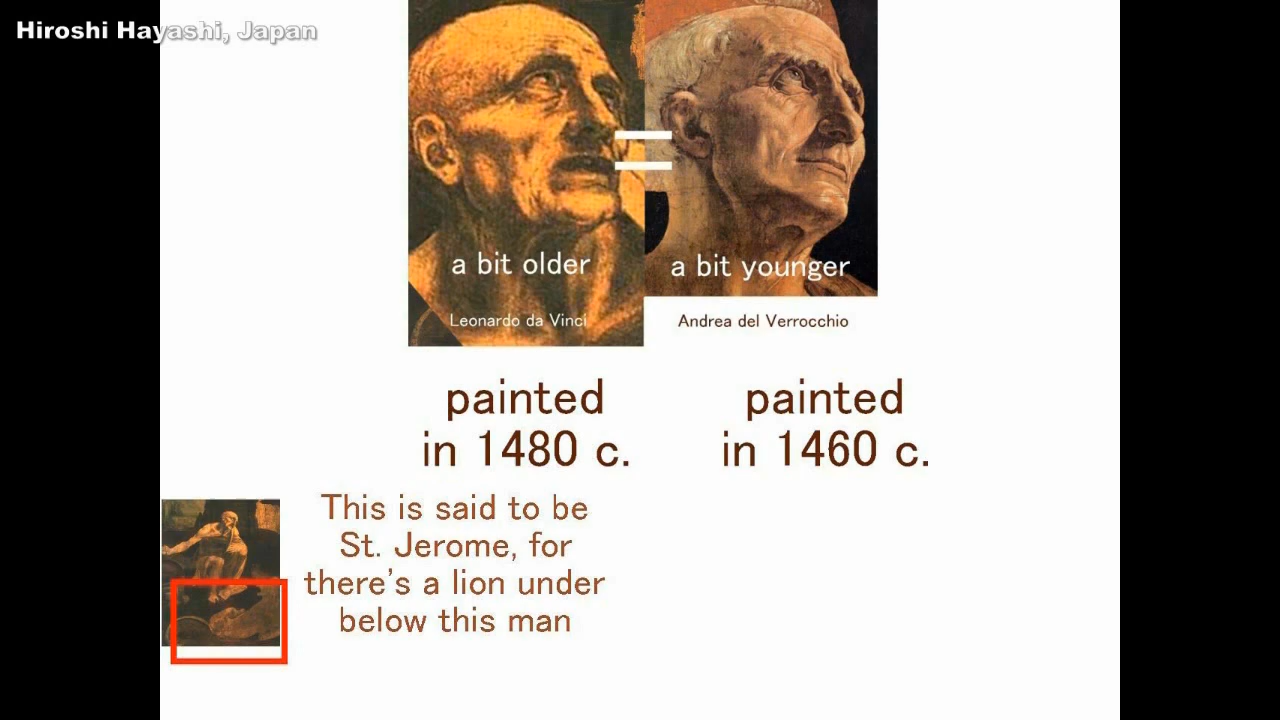 Hiroshi Hayashi, Japan
a bit older
a bit younger
Leonardo da Vinci
Andrea del Verrocchio
painted
in 1480 c.
painted
in 1460 c.
This is said to be
St. Jerome, for
there's a lion under
below this man